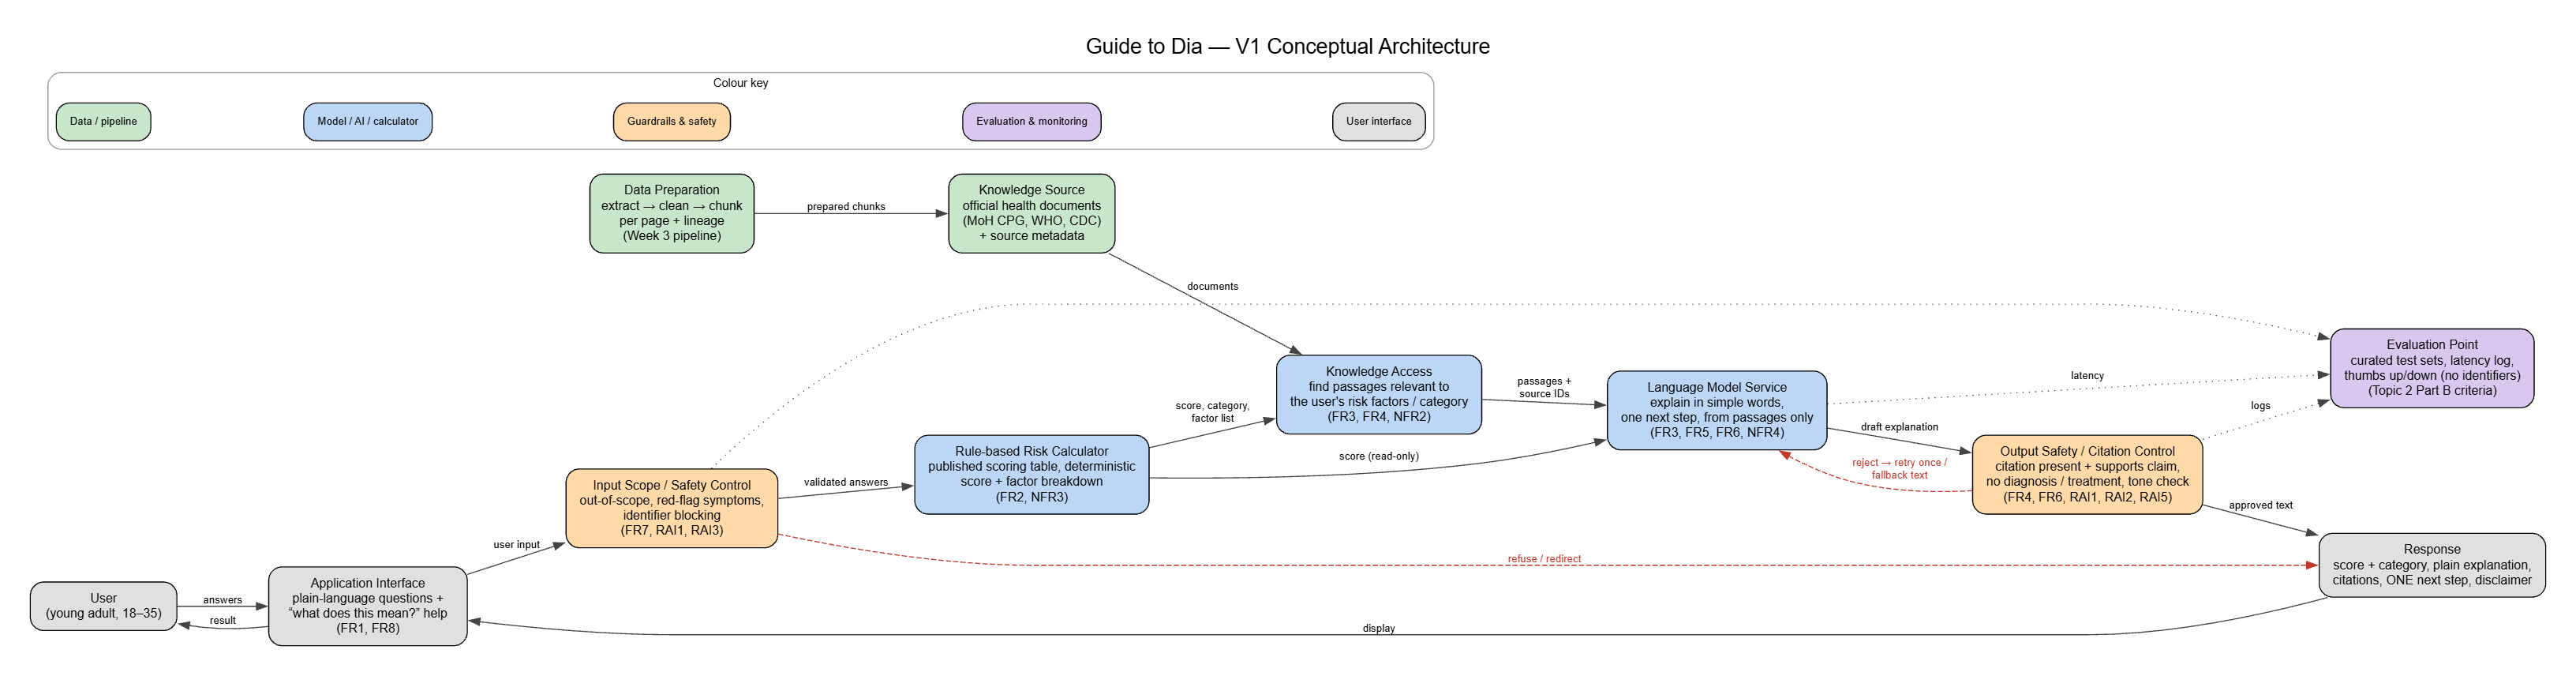 Guide to Dia — V1 Conceptual Architecture
Colour key
Data / pipeline
Model / AI / calculator
Guardrails & safety
Evaluation & monitoring
User interface
Data Preparation
extract → clean → chunk
per page + lineage
(Week 3 pipeline)
prepared chunks
Knowledge Source
official health documents
(MoH CPG, WHO, CDC)
+ source metadata
documents
Knowledge Access
find passages relevant to
the user's risk factors / category
(FR3, FR4, NFR2)
passages +
source IDs
Language Model Service
explain in simple words,
one next step, from passages only
(FR3, FR5, FR6, NFR4)
latency
Evaluation Point
curated test sets, latency log,
thumbs up/down (no identifiers)
(Topic 2 Part B criteria)
logs
score, category,
factor list
Rule-based Risk Calculator
published scoring table, deterministic
score + factor breakdown
(FR2, NFR3)
score (read-only)
draft explanation
reject → retry once /
fallback text
Output Safety / Citation Control
citation present + supports claim,
no diagnosis / treatment, tone check
(FR4, FR6, RAI1, RAI2, RAI5)
approved text
Input Scope / Safety Control
out-of-scope, red-flag symptoms,
identifier blocking
(FR7, RAI1, RAI3)
validated answers
user input
refuse / redirect
Response
score + category, plain explanation,
citations, ONE next step, disclaimer
User
(young adult, 18–35)
answers
result
Application Interface
plain-language questions +
“what does this mean?” help
(FR1, FR8)
display